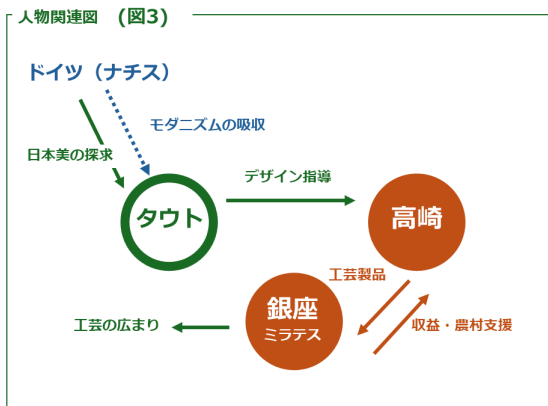 人物関連図 (図3)
ドイツ（ナチス）
モダニズムの吸収
日本美の探求
デザイン指導
タウト
高崎
工芸製品
銀座
ミラテス
工芸の広まり
収益・農村支援